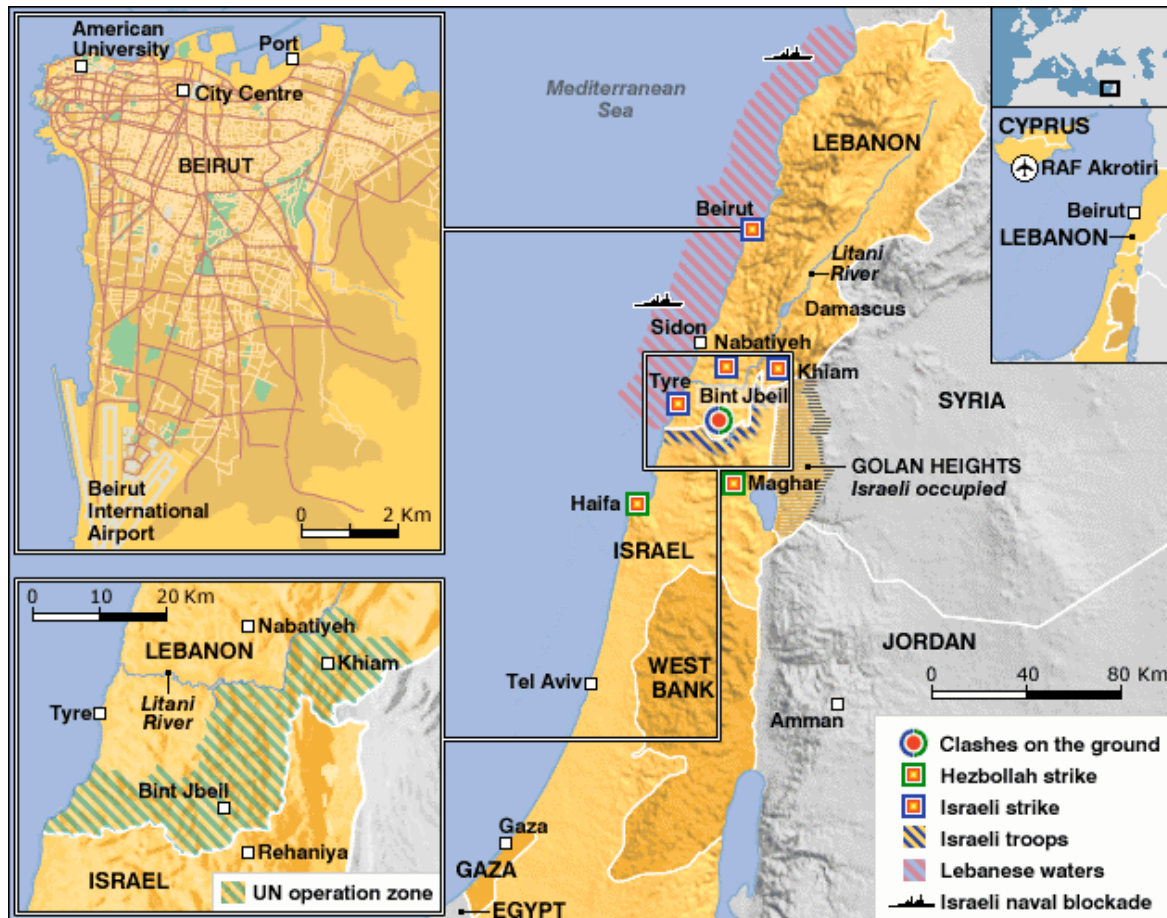 American
University
Port
City Centre
BEIRUT
Beirut
International
Airport
0 2 Km
Mediterranean
Sea
LEBANON
Beirut
Litani
River
Damascus
Sidon
Nabatiyeh
Khiam
Tyre
Bint Jbeil
SYRIA
GOLAN HEIGHTS
Israeli occupied
Maghar
Haifa
ISRAEL
JORDAN
0 40 80 Km
WEST
BANK
Tel Aviv
Amman
Gaza
GAZA
EGYPT
CYPRUS
RAF Akrotiri
Beirut
LEBANON
0 10 20 Km
Nabatiyeh
LEBANON
Khiam
Litani
River
Tyre
Bint Jbeil
Rehaniya
ISRAEL
UN operation zone
Clashes on the ground
Hezbollah strike
Israeli strike
Israeli troops
Lebanese waters
Israeli naval blockade